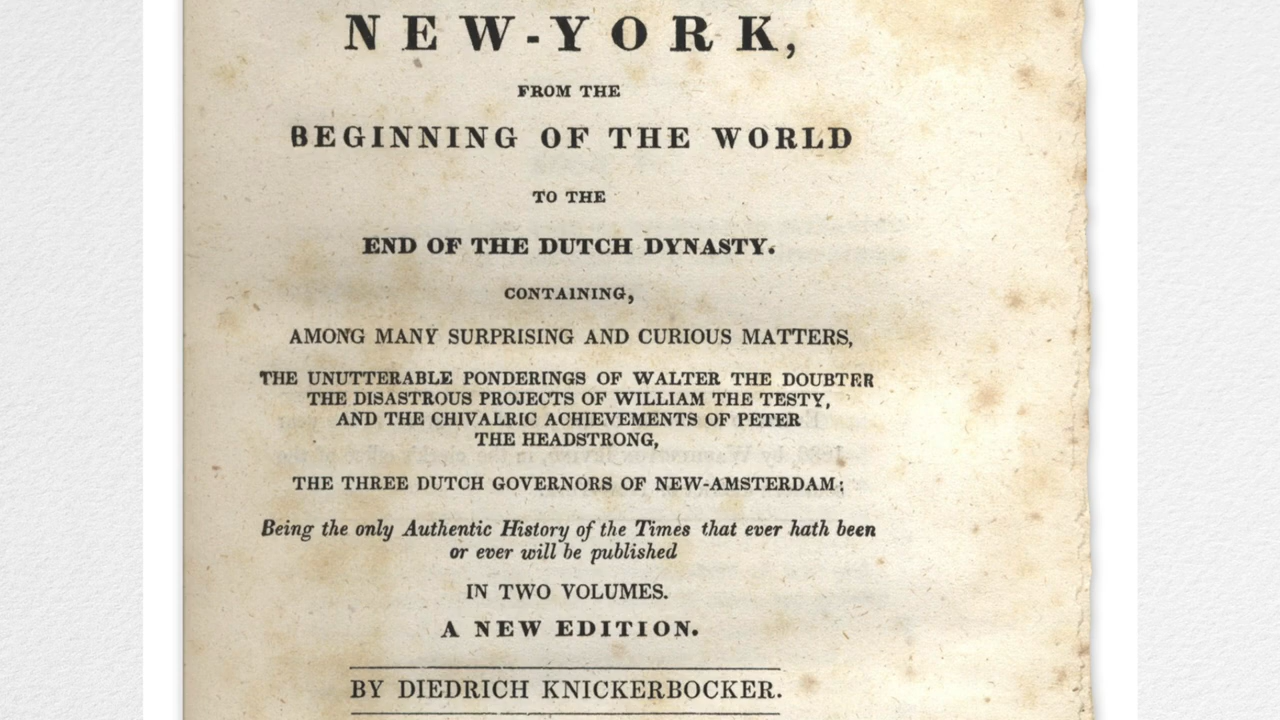 NEW-YORK,
FROM THE
BEGINNING OF THE WORLD
TO THE
END OF THE DUTCH DYNASTY.
CONTAINING,
AMONG MANY SURPRISING AND CURIOUS MATTERS,
THE UNUTTERABLE PONDERINGS OF WALTER THE DOUBTER
THE DISASTROUS PROJECTS OF WILLIAM THE TESTY,
AND THE CHIVALRIC ACHIEVEMENTS OF PETER
THE HEADSTRONG,
THE THREE DUTCH GOVERNORS OF NEW-AMSTERDAM;
Being the only Authentic History of the Times that ever hath been
or ever will be published
IN TWO VOLUMES.
A NEW EDITION.
BY DIEDRICH KNICKERBOCKER.